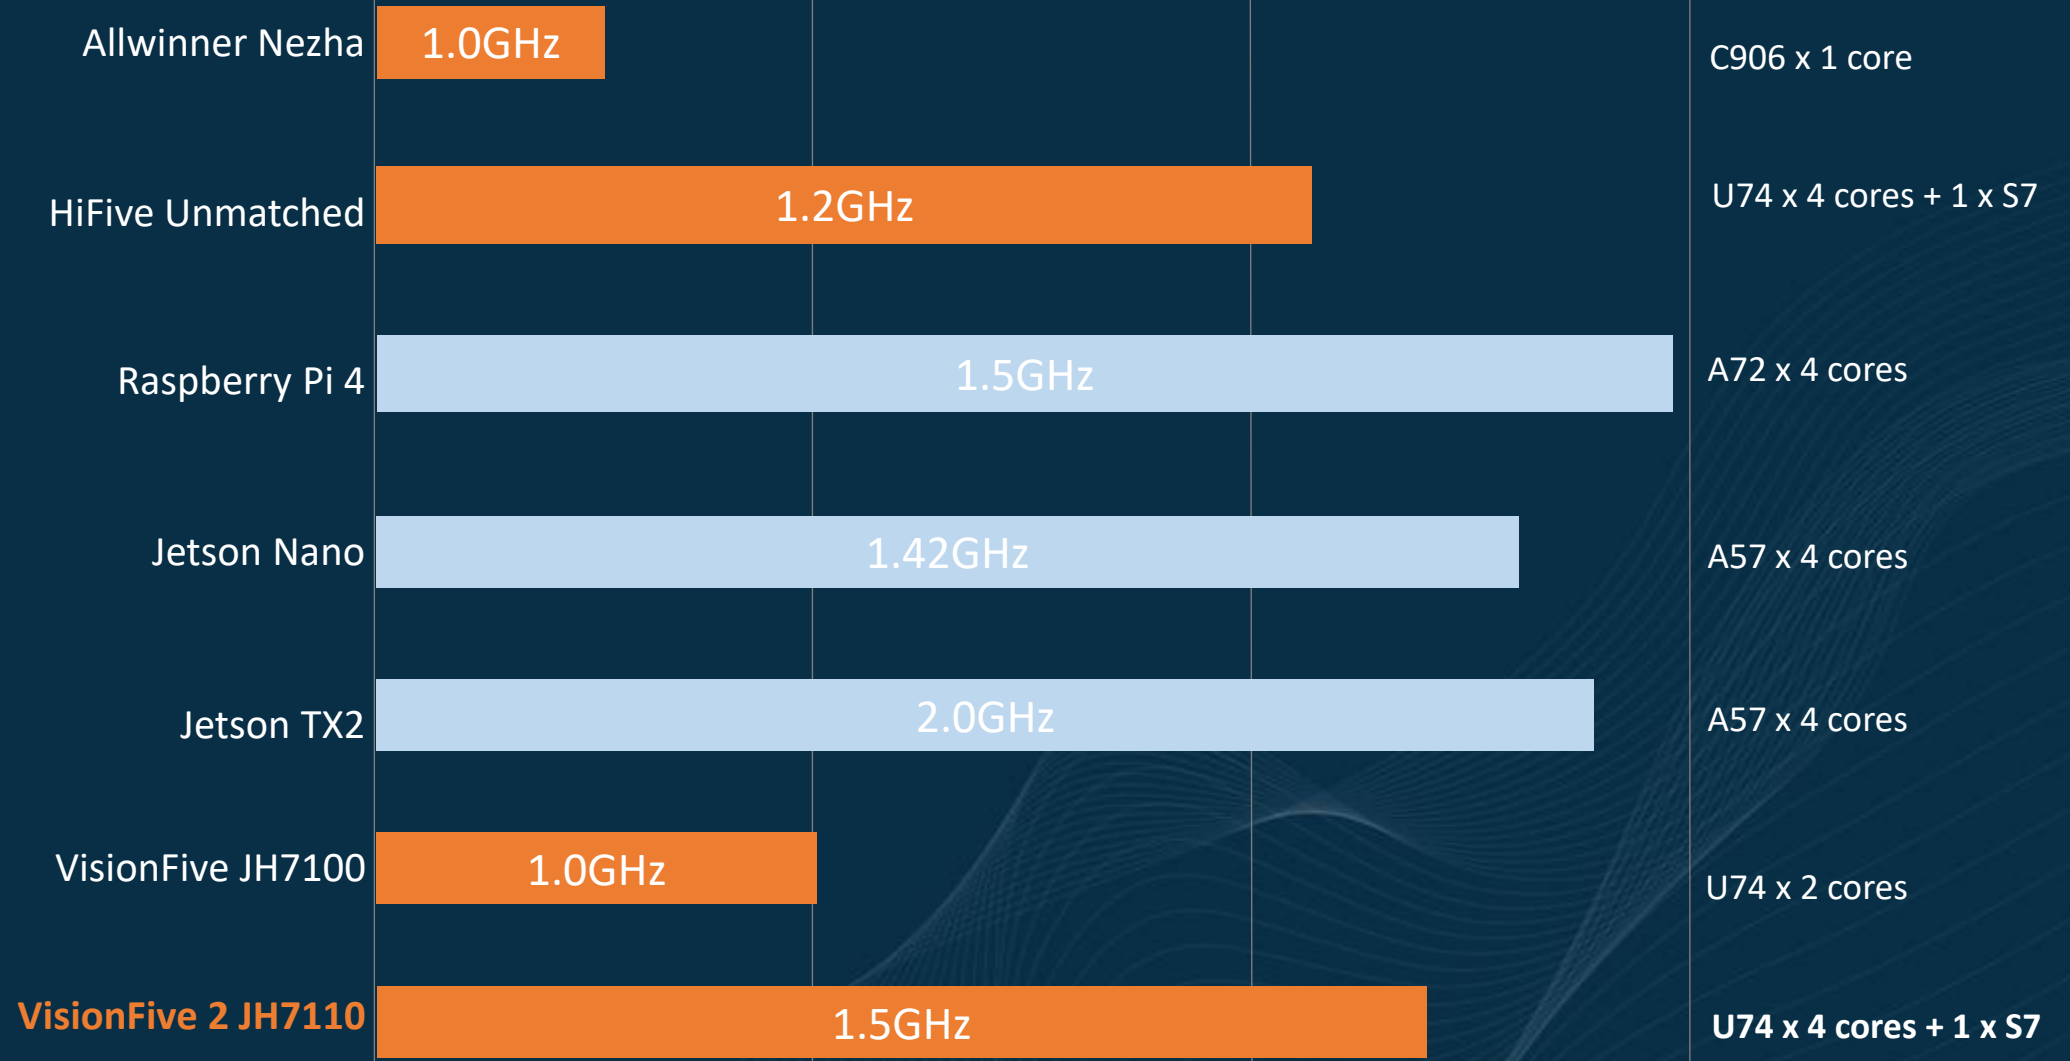 Allwinner Nezha
1.0GHz
C906 x 1 core
HiFive Unmatched
1.2GHz
U74 x 4 cores + 1 x S7
Raspberry Pi 4
1.5GHz
A72 x 4 cores
Jetson Nano
1.42GHz
A57 x 4 cores
Jetson TX2
2.0GHz
A57 x 4 cores
VisionFive JH7100
1.0GHz
U74 x 2 cores
VisionFive 2 JH7110
1.5GHz
U74 x 4 cores + 1 x S7